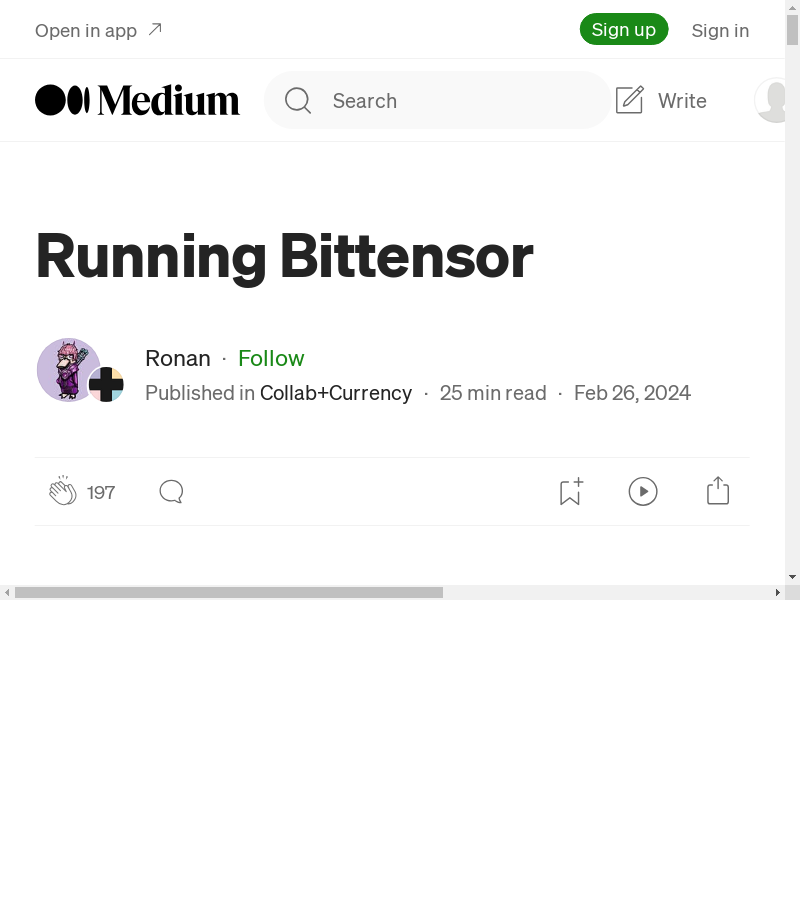 Open in app
Sign up
Sign in
Medium
Search
Write
Running Bittensor
Ronan · Follow
Published in Collab+Currency · 25 min read · Feb 26, 2024
197